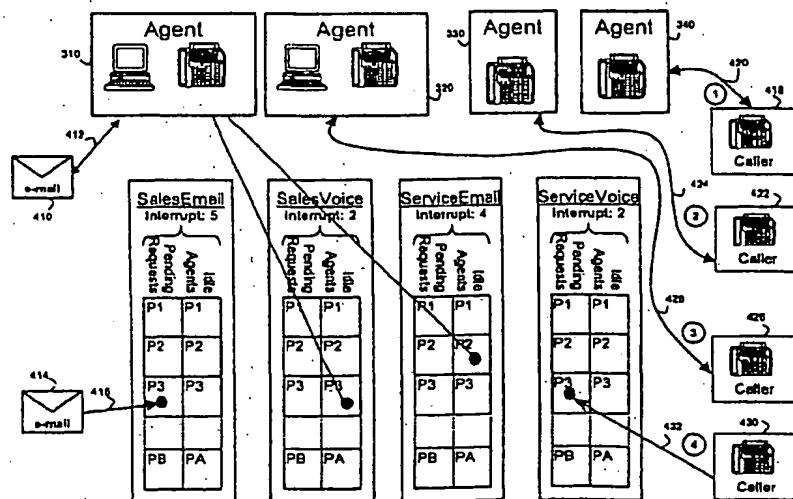 Agent
Agent
Agent
Agent
310
320
330
340
420
1
418
Caller
412
e-mail
410
424
422
2
Caller
SalesEmail
Interrupt: 5
Pending Requests
Idle Agents
P1 P1
P2 P2
P3 P3
PB PA
SalesVoice
Interrupt: 2
Pending Requests
Idle Agents
P1 P1
P2 P2
P3 P3
PB PA
ServiceEmail
Interrupt: 4
Pending Requests
Idle Agents
P1 P1
P2 P2
P3 P3
PB PA
ServiceVoice
Interrupt: 2
Pending Requests
Idle Agents
P1 P1
P2 P2
P3 P3
PB PA
428
3
426
Caller
414
416
e-mail
432
4
430
Caller